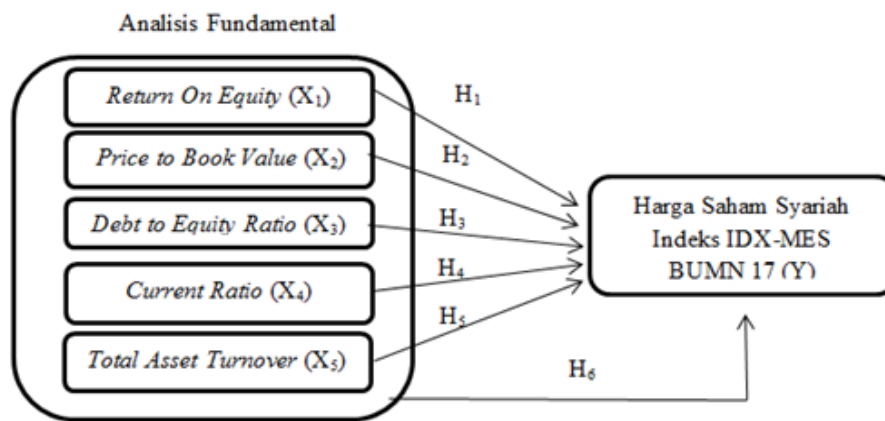 Analisis Fundamental
Return On Equity (X₁)
H₁
Price to Book Value (X₂)
H₂
Debt to Equity Ratio (X₃)
H₃
Current Ratio (X₄)
H₄
Total Asset Turnover (X₅)
H₅
Harga Saham Syariah
Indeks IDX-MES
BUMN 17 (Y)
H₆